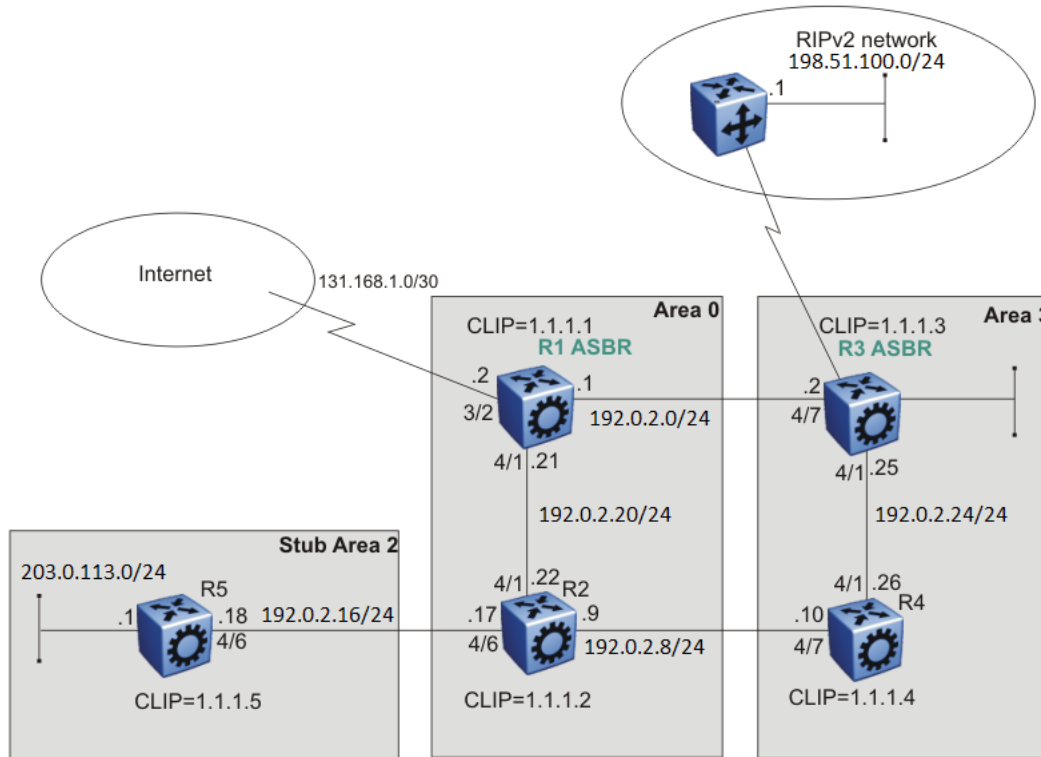 RIPv2 network
198.51.100.0/24
.1
Internet
131.168.1.0/30
Area 0
CLIP=1.1.1.1
R1 ASBR
.2
.1
3/2
192.0.2.0/24
4/1
.21
192.0.2.20/24
Area 3
CLIP=1.1.1.3
R3 ASBR
.2
4/7
4/1
.25
192.0.2.24/24
Stub Area 2
203.0.113.0/24
R5
.1
.18
4/6
192.0.2.16/24
CLIP=1.1.1.5
4/1
.22
R2
.17
.9
4/6
192.0.2.8/24
CLIP=1.1.1.2
4/1
.26
R4
.10
4/7
CLIP=1.1.1.4